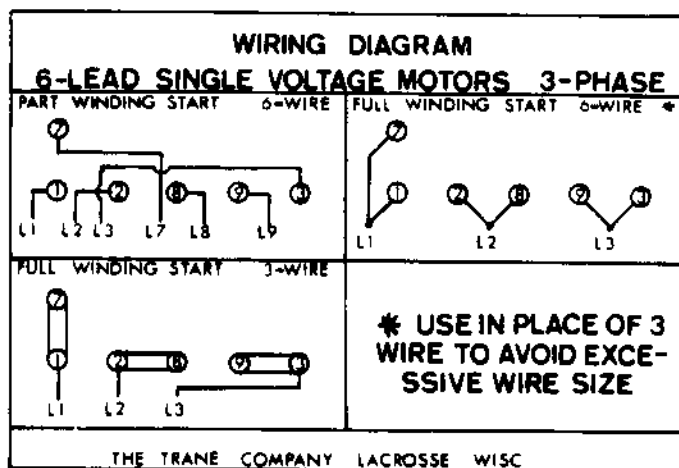 WIRING DIAGRAM
6-LEAD SINGLE VOLTAGE MOTORS 3-PHASE
PART WINDING START 6-WIRE
7
1 2 8 9 3
L1 L2 L3 L7 L8 L9
FULL WINDING START 6-WIRE *
7
1 2 8 9 3
L1 L2 L3
FULL WINDING START 3-WIRE
7
1 2 8 9 3
L1 L2 L3
* USE IN PLACE OF 3
WIRE TO AVOID EXCE-
SSIVE WIRE SIZE
THE TRANE COMPANY LACROSSE WISC